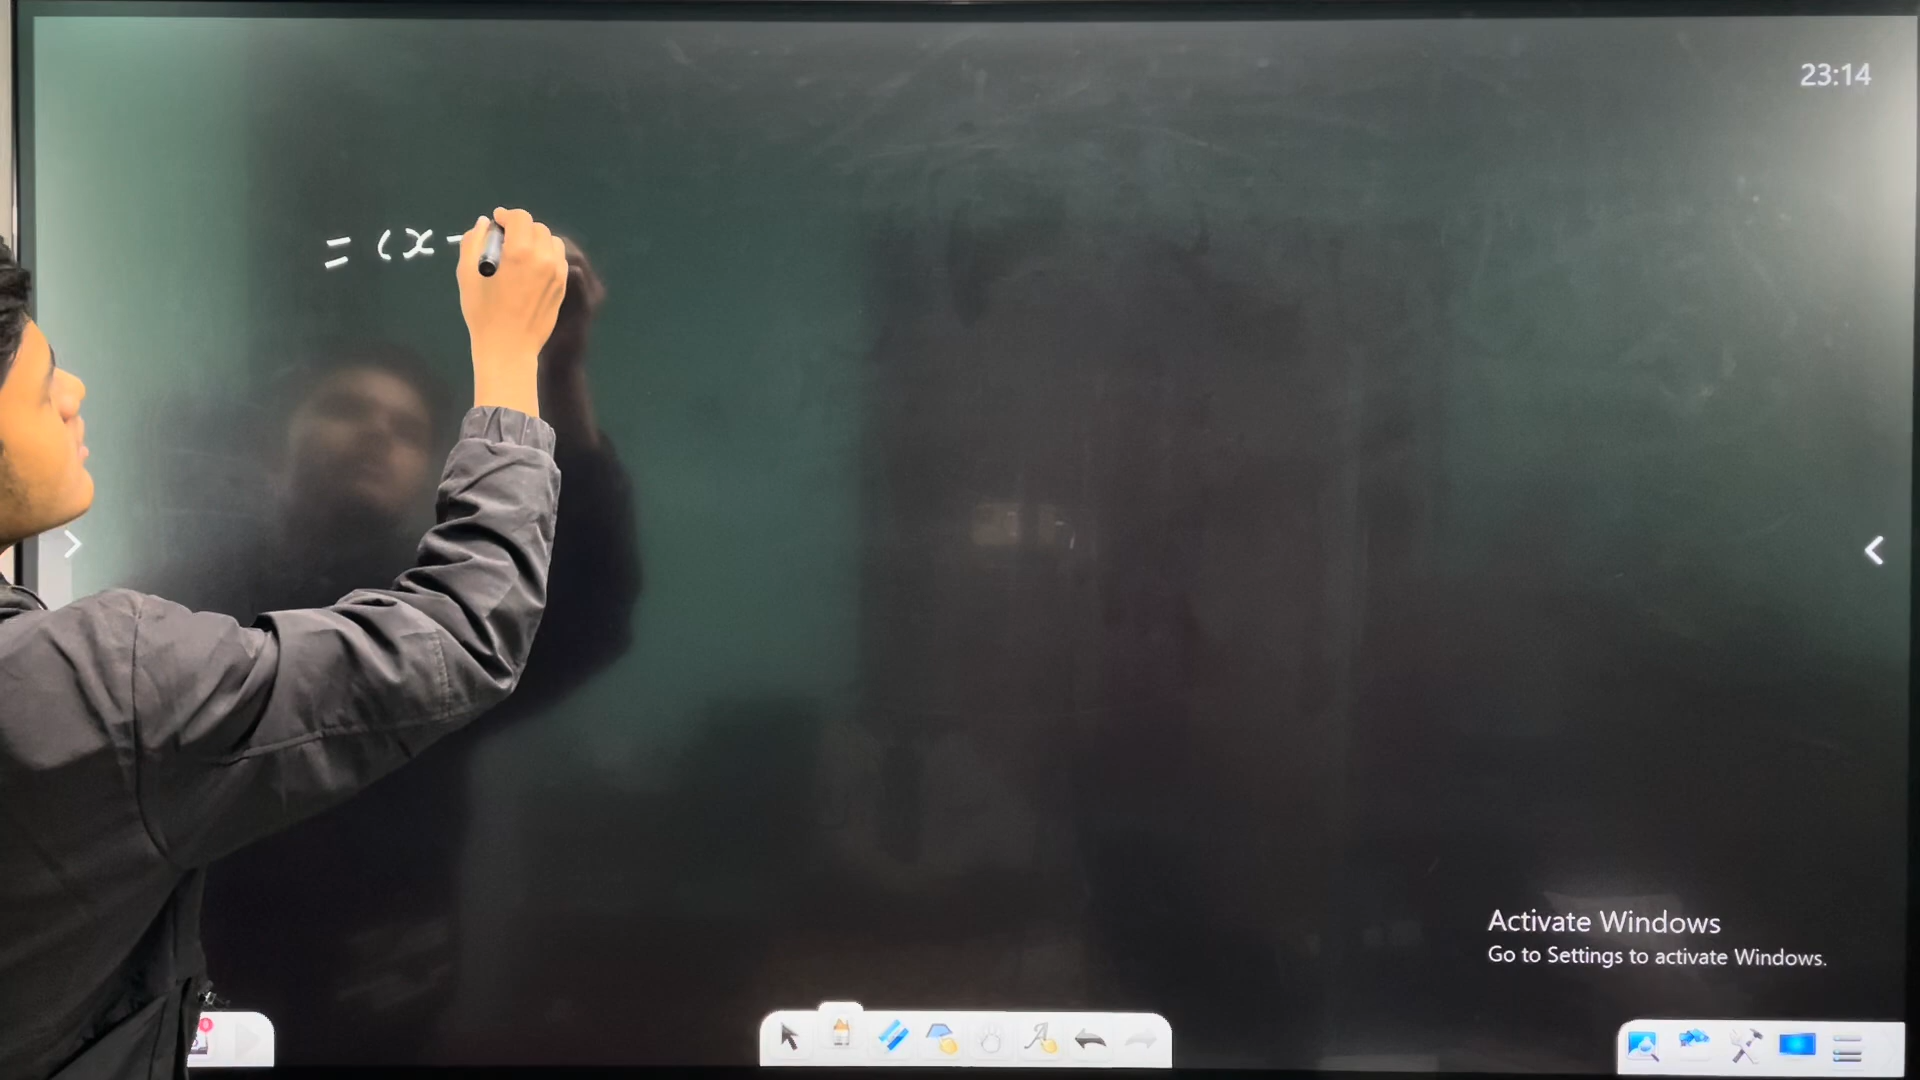 23:14
= (x -
Activate Windows
Go to Settings to activate Windows.